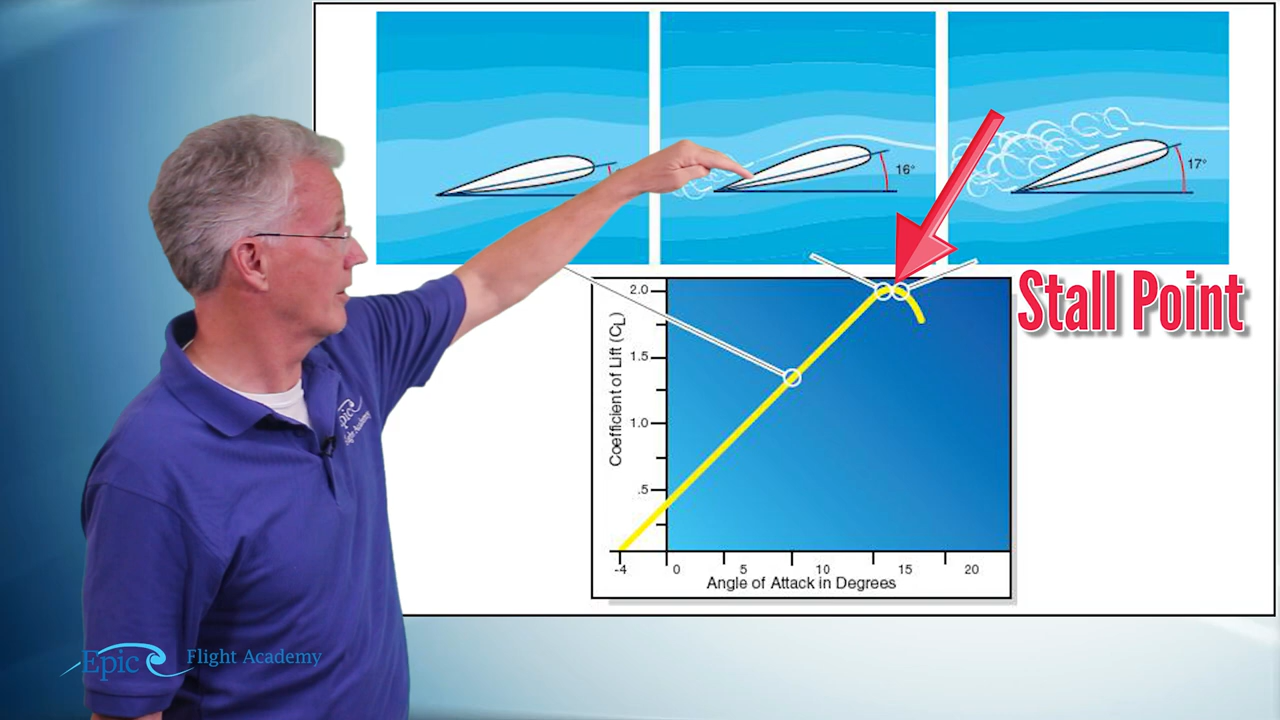 16°
17°
Stall Point
2.0
1.5
1.0
.5
Coefficient of Lift (CL)
-4
0
5
10
15
20
Angle of Attack in Degrees
Epic
Flight Academy
Epic Flight Academy